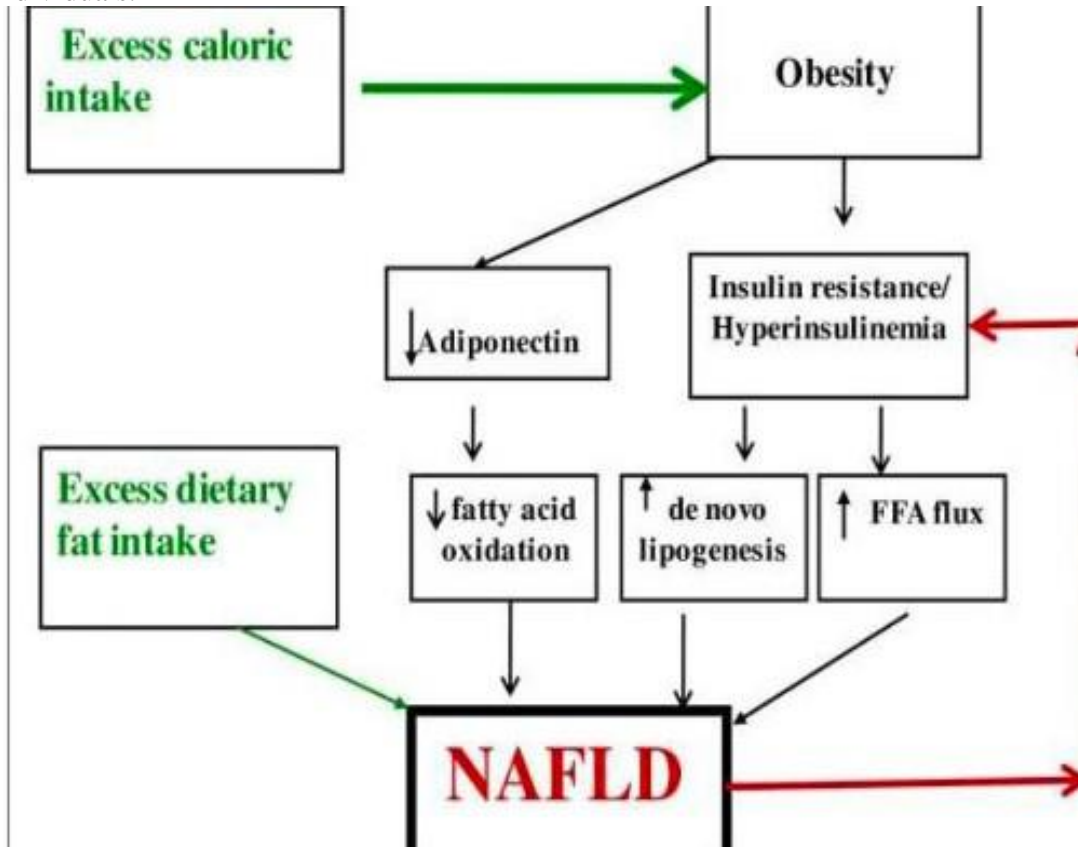 Excess caloric
intake
Obesity
↓Adiponectin
Insulin resistance/
Hyperinsulinemia
Excess dietary
fat intake
↓ fatty acid
oxidation
↑ de novo
lipogenesis
↑ FFA flux
NAFLD